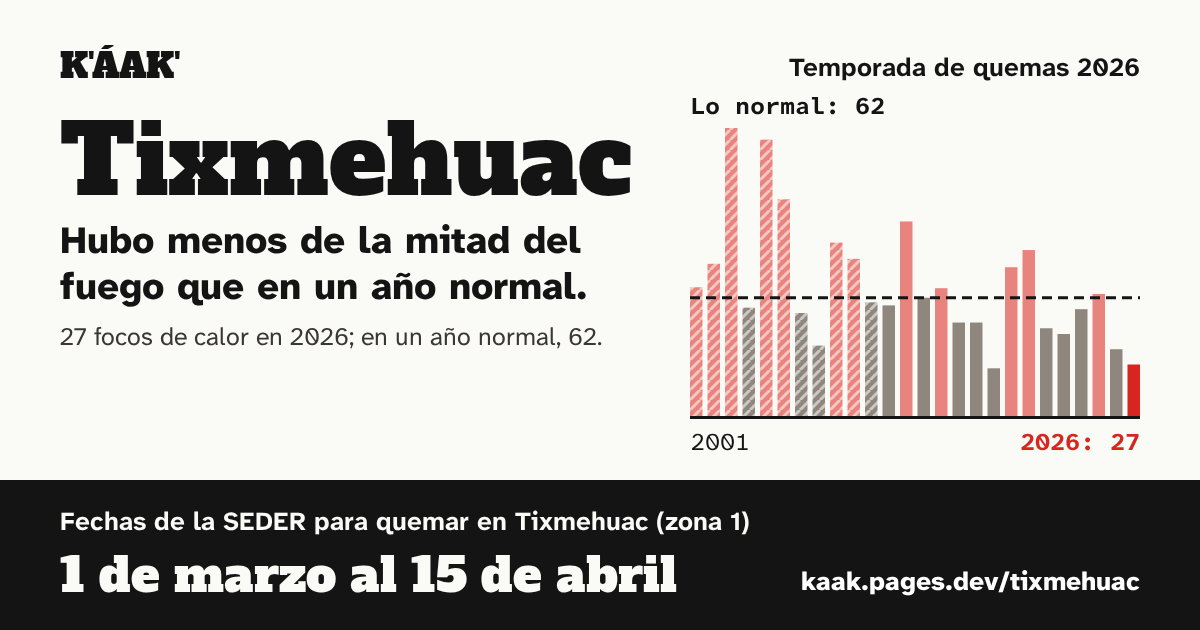 K'ÁAK'
Temporada de quemas 2026
Tixmehuac
Hubo menos de la mitad del
fuego que en un año normal.
27 focos de calor en 2026; en un año normal, 62.
Lo normal: 62
2001
2026: 27
Fechas de la SEDER para quemar en Tixmehuac (zona 1)
1 de marzo al 15 de abril
kaak.pages.dev/tixmehuac